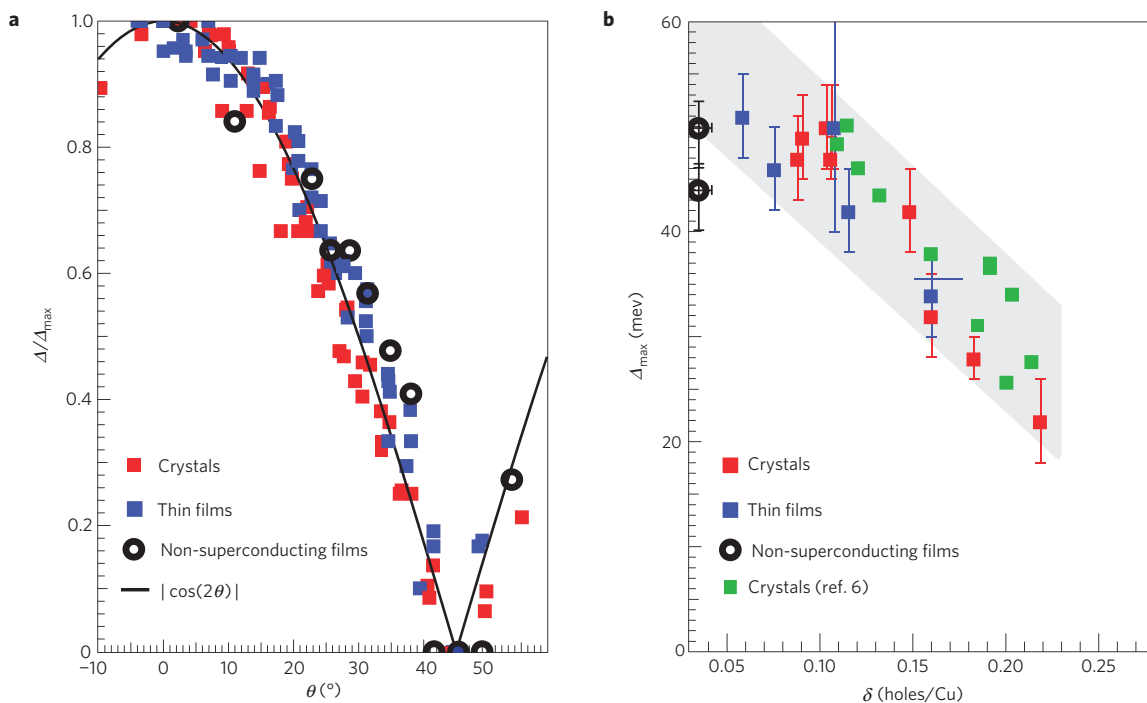 a
1.0
0.8
0.6
0.4
0.2
0
Δ/Δmax
Crystals
Thin films
Non-superconducting films
| cos(2θ) |
−10 0 10 20 30 40 50
θ (°)
b
60
40
20
0
Δmax (mev)
Crystals
Thin films
Non-superconducting films
Crystals (ref. 6)
0.05 0.10 0.15 0.20 0.25
δ (holes/Cu)